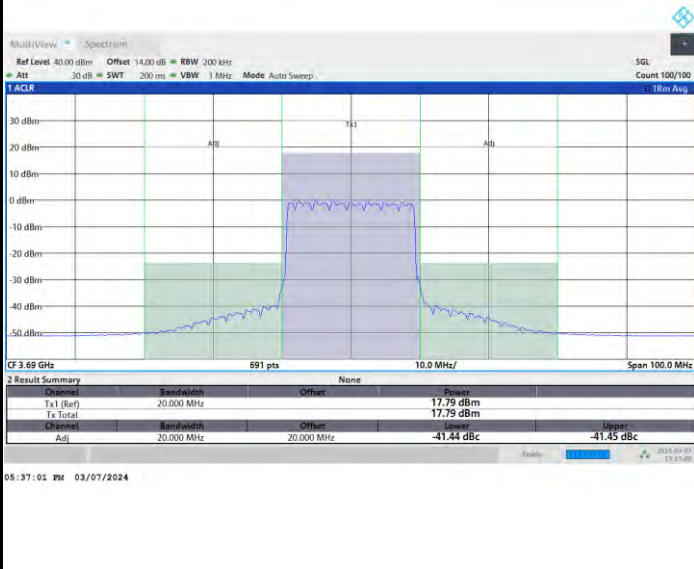 MultiView Spectrum
Ref Level 40.00 dBm Offset 14.00 dB RBW 200 kHz SGL
Att 30 dB SWT 200 ms VBW 1 MHz Mode Auto Sweep Count 100/100
1 ACLR 1Rm Avg
30 dBm
Tx1
20 dBm Adj Adj
10 dBm
0 dBm
-10 dBm
-20 dBm
-30 dBm
-40 dBm
-50 dBm
CF 3.69 GHz 691 pts 10.0 MHz/ Span 100.0 MHz
2 Result Summary None
Channel Bandwidth Offset Power
Tx1 (Ref) 20.000 MHz 17.79 dBm
Tx Total 17.79 dBm
Channel Bandwidth Offset Lower Upper
Adj 20.000 MHz 20.000 MHz -41.44 dBc -41.45 dBc
Ready
05:37:01 PM 03/07/2024